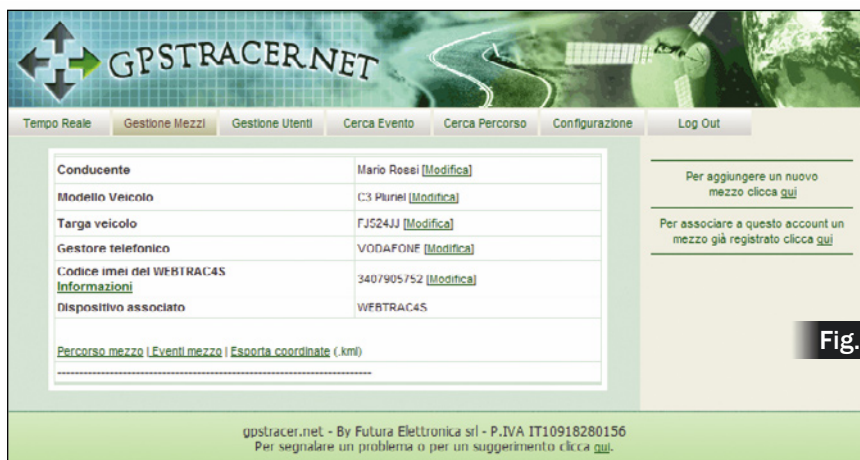 GPSTRACER.NET
Tempo Reale Gestione Mezzi Gestione Utenti Cerca Evento Cerca Percorso Configurazione Log Out
Conducente Mario Rossi [Modifica]
Modello Veicolo C3 Pluriel [Modifica]
Targa veicolo FJ524JJ [Modifica]
Gestore telefonico VODAFONE [Modifica]
Codice imei del WEBTRAC4S
Informazioni
3407905752 [Modifica]
Dispositivo associato WEBTRAC4S
Percorso mezzo | Eventi mezzo | Esporta coordinate (.kml)
Per aggiungere un nuovo
mezzo clicca qui
Per associare a questo account un
mezzo già registrato clicca qui
Fig.
gpstracer.net - By Futura Elettronica srl - P.IVA IT10918280156
Per segnalare un problema o per un suggerimento clicca qui.